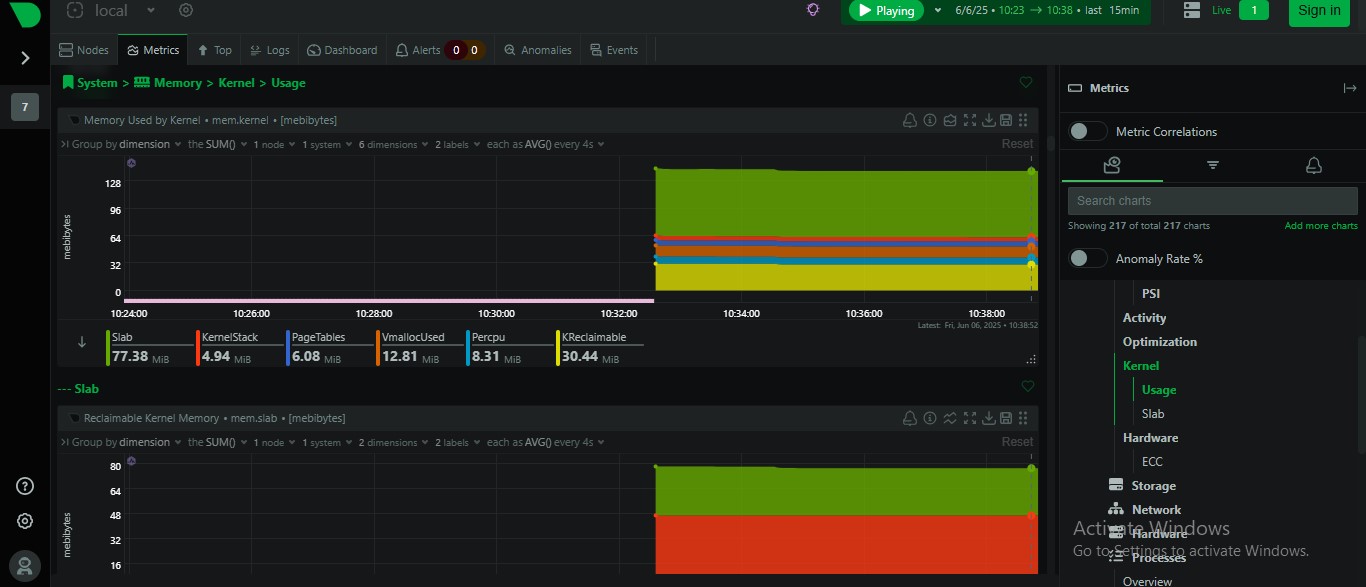 local
Playing
6/6/25 • 10:23 → 10:38 • last 15min
Live
1
Sign in
Nodes
Metrics
Top
Logs
Dashboard
Alerts 0 0
Anomalies
Events
7
System > Memory > Kernel > Usage
Memory Used by Kernel • mem.kernel • [mebibytes]
Group by dimension the SUM() 1 node 1 system 6 dimensions 2 labels each as AVG() every 4s
Reset
mebibytes
128
96
64
32
0
10:24:00 10:26:00 10:28:00 10:30:00 10:32:00 10:34:00 10:36:00 10:38:00
Latest: Fri, Jun 06, 2025 • 10:38:52
Slab
77.38 MiB
KernelStack
4.94 MiB
PageTables
6.08 MiB
VmallocUsed
12.81 MiB
Percpu
8.31 MiB
KReclaimable
30.44 MiB
--- Slab
Reclaimable Kernel Memory • mem.slab • [mebibytes]
Group by dimension the SUM() 1 node 1 system 2 dimensions 2 labels each as AVG() every 4s
Reset
mebibytes
80
64
48
32
16
Metrics
Metric Correlations
Search charts
Showing 217 of total 217 charts
Add more charts
Anomaly Rate %
PSI
Activity
Optimization
Kernel
Usage
Slab
Hardware
ECC
Storage
Network
Hardware
Processes
Overview
Activate Windows
Go to Settings to activate Windows.